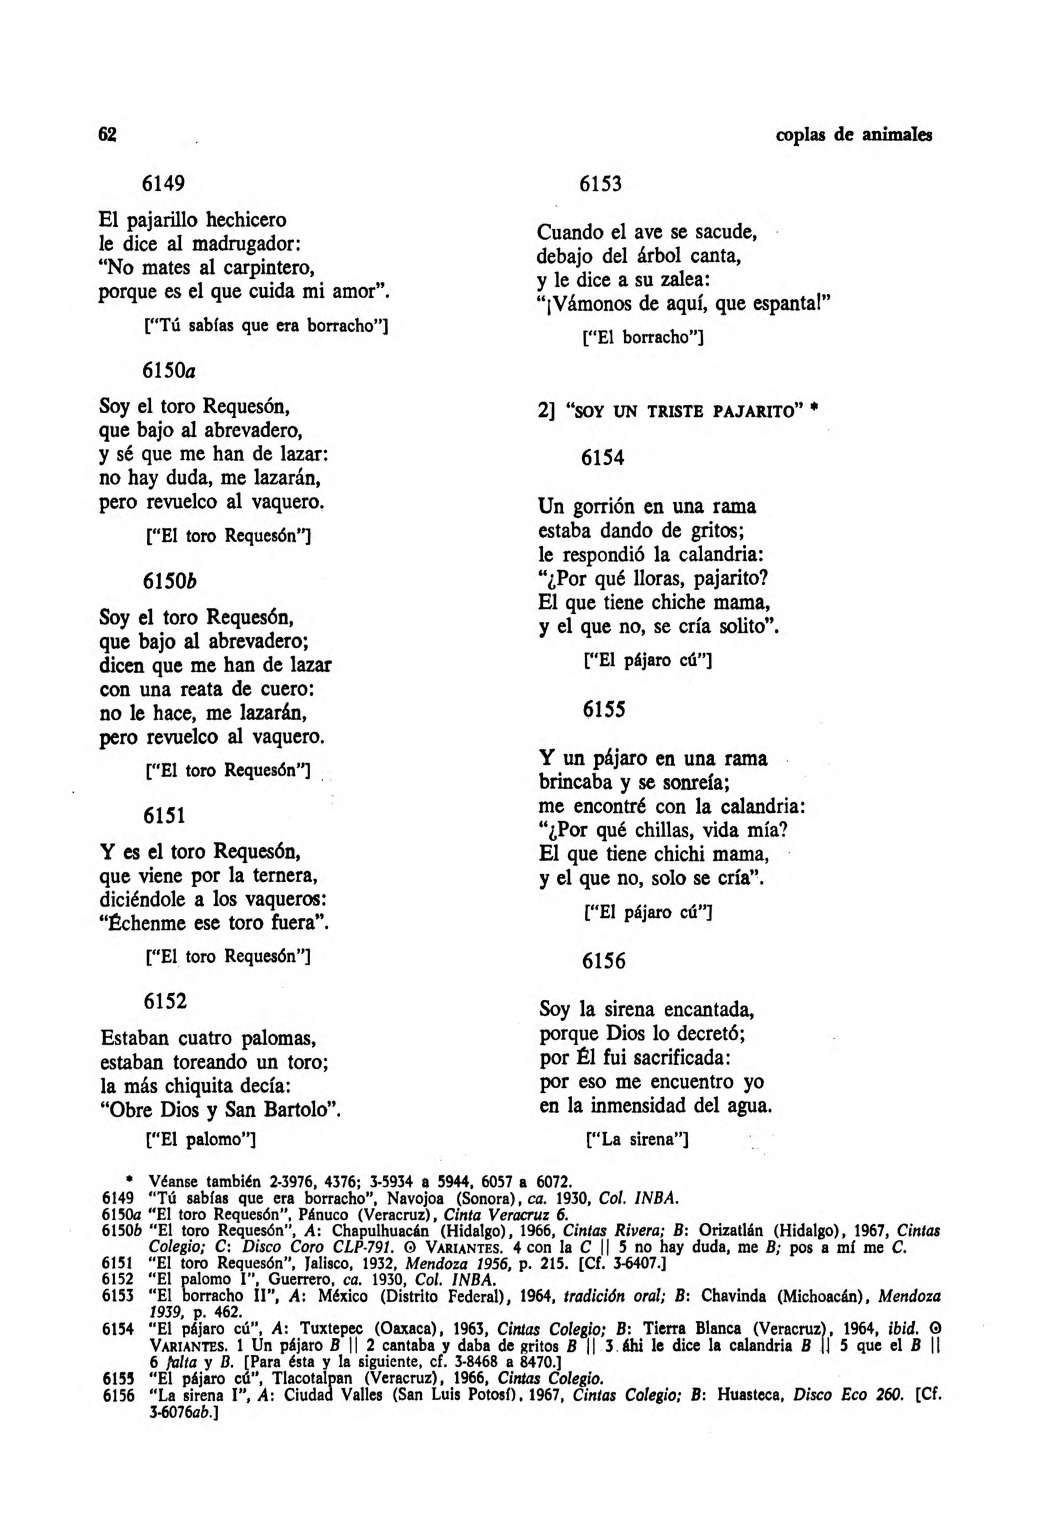 62
coplas de animales
6149
El pajarillo hechicero
le dice al madrugador:
“No mates al carpintero,
porque es el que cuida mi amor”.
[“Tú sabías que era borracho”]
6150a
Soy el toro Requesón,
que bajo al abrevadero,
y sé que me han de lazar:
no hay duda, me lazarán,
pero revuelco al vaquero.
[“El toro Requesón”]
6150b
Soy el toro Requesón,
que bajo al abrevadero;
dicen que me han de lazar
con una reata de cuero:
no le hace, me lazarán,
pero revuelco al vaquero.
[“El toro Requesón”]
6151
Y es el toro Requesón,
que viene por la ternera,
diciéndole a los vaqueros:
“Échenme ese toro fuera”.
[“El toro Requesón”]
6152
Estaban cuatro palomas,
estaban toreando un toro;
la más chiquita decía:
“Obre Dios y San Bartolo”.
[“El palomo”]
6153
Cuando el ave se sacude,
debajo del árbol canta,
y le dice a su zalea:
“¡Vámonos de aquí, que espanta!”
[“El borracho”]
2] “SOY UN TRISTE PAJARITO” *
6154
Un gorrión en una rama
estaba dando de gritos;
le respondió la calandria:
“¿Por qué lloras, pajarito?
El que tiene chiche mama,
y el que no, se cría solito”.
[“El pájaro cú”]
6155
Y un pájaro en una rama
brincaba y se sonreía;
me encontré con la calandria:
“¿Por qué chillas, vida mía?
El que tiene chichi mama,
y el que no, solo se cría”.
[“El pájaro cú”]
6156
Soy la sirena encantada,
porque Dios lo decretó;
por Él fui sacrificada:
por eso me encuentro yo
en la inmensidad del agua.
[“La sirena”]
* Véanse también 2-3976, 4376; 3-5934 a 5944, 6057 a 6072.
6149 “Tú sabías que era borracho”, Navojoa (Sonora), ca. 1930, Col. INBA.
6150a “El toro Requesón”, Pánuco (Veracruz), Cinta Veracruz 6.
6150b “El toro Requesón”, A: Chapulhuacán (Hidalgo), 1966, Cintas Rivera; B: Orizatlán (Hidalgo), 1967, Cintas
Colegio; C: Disco Coro CLP-791. ⊙ VARIANTES. 4 con la C || 5 no hay duda, me B; pos a mí me C.
6151 “El toro Requesón”, Jalisco, 1932, Mendoza 1956, p. 215. [Cf. 3-6407.]
6152 “El palomo I”, Guerrero, ca. 1930, Col. INBA.
6153 “El borracho II”, A: México (Distrito Federal), 1964, tradición oral; B: Chavinda (Michoacán), Mendoza
1939, p. 462.
6154 “El pájaro cú”, A: Tuxtepec (Oaxaca), 1963, Cintas Colegio; B: Tierra Blanca (Veracruz), 1964, ibid. ⊙
VARIANTES. 1 Un pájaro B || 2 cantaba y daba de gritos B || 3 áhi le dice la calandria B || 5 que el B ||
6 falta y B. [Para ésta y la siguiente, cf. 3-8468 a 8470.]
6155 “El pájaro cú”, Tlacotalpan (Veracruz), 1966, Cintas Colegio.
6156 “La sirena I”, A: Ciudad Valles (San Luis Potosí), 1967, Cintas Colegio; B: Huasteca, Disco Eco 260. [Cf.
3-6076ab.]